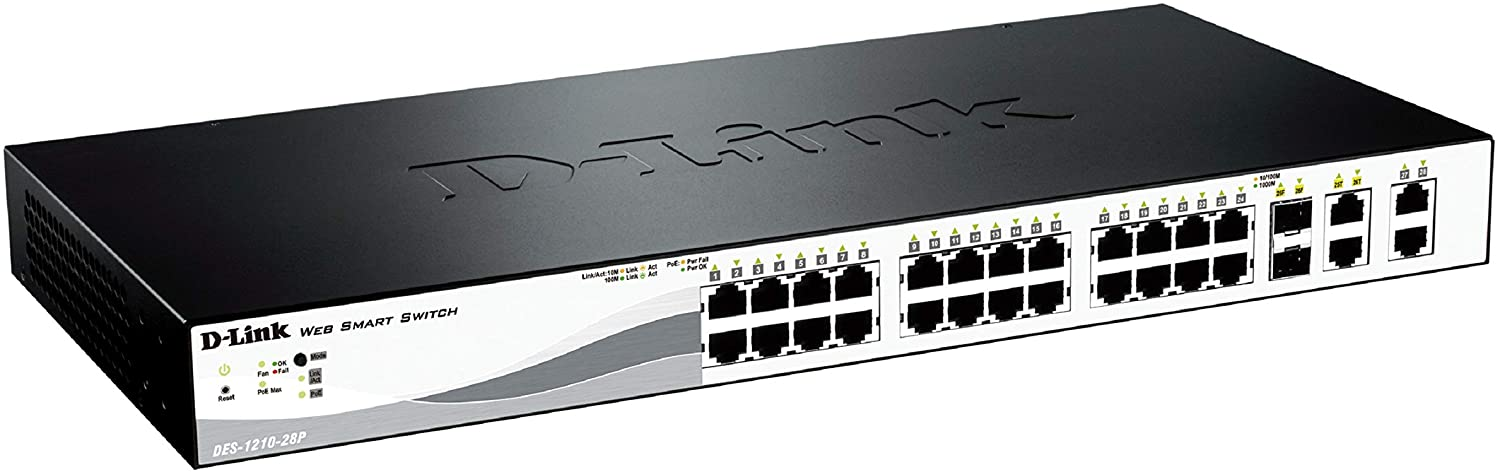 D-Link
D-Link WEB SMART SWITCH
Link/Act: 10M Link Act
100M Link Act
PoE: Pwr Fail
Pwr OK
1 2 3 4 5 6 7 8
9 10 11 12 13 14 15 16
17 18 19 20 21 22 23 24
10/100M
1000M
25F 26F
25T 26T
27 28
Reset
Fan OK
Fail
PoE Max
Mode
Link
/Act
PoE
DES-1210-28P